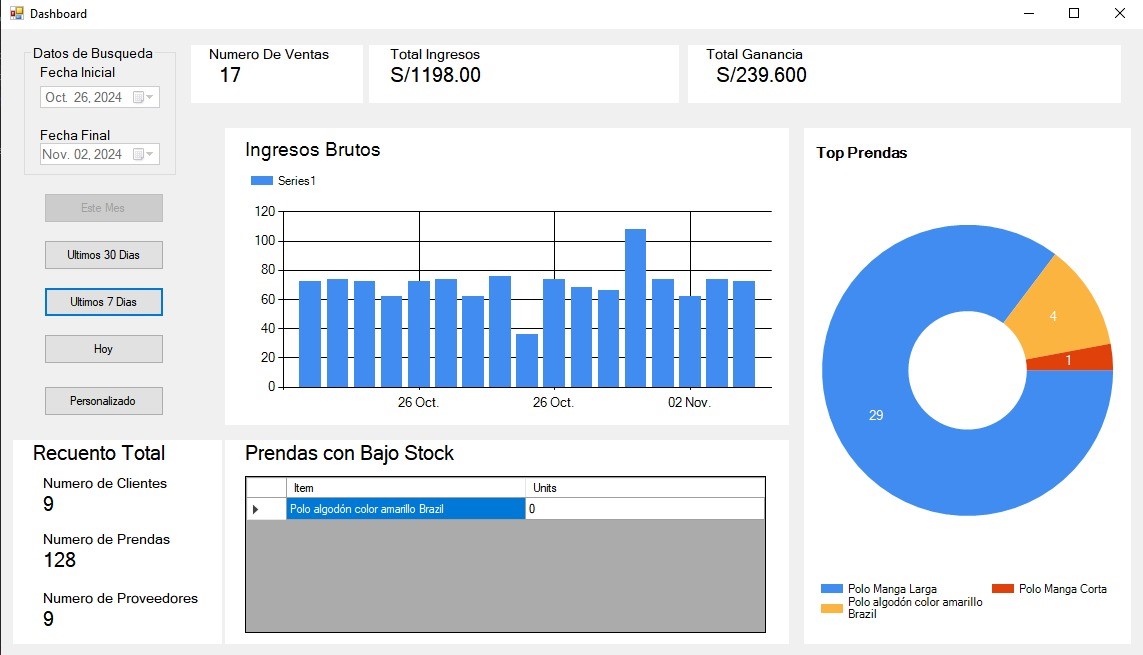 Dashboard
Datos de Busqueda
Fecha Inicial
Oct. 26, 2024
Fecha Final
Nov. 02, 2024
Este Mes
Ultimos 30 Dias
Ultimos 7 Dias
Hoy
Personalizado
Numero De Ventas
17
Total Ingresos
S/1198.00
Total Ganancia
S/239.600
Ingresos Brutos
Series1
120
100
80
60
40
20
0
26 Oct.
26 Oct.
02 Nov.
Top Prendas
4
1
29
Polo Manga Larga
Polo Manga Corta
Polo algodón color amarillo
Brazil
Recuento Total
Numero de Clientes
9
Numero de Prendas
128
Numero de Proveedores
9
Prendas con Bajo Stock
Item Units
Polo algodón color amarillo Brazil 0